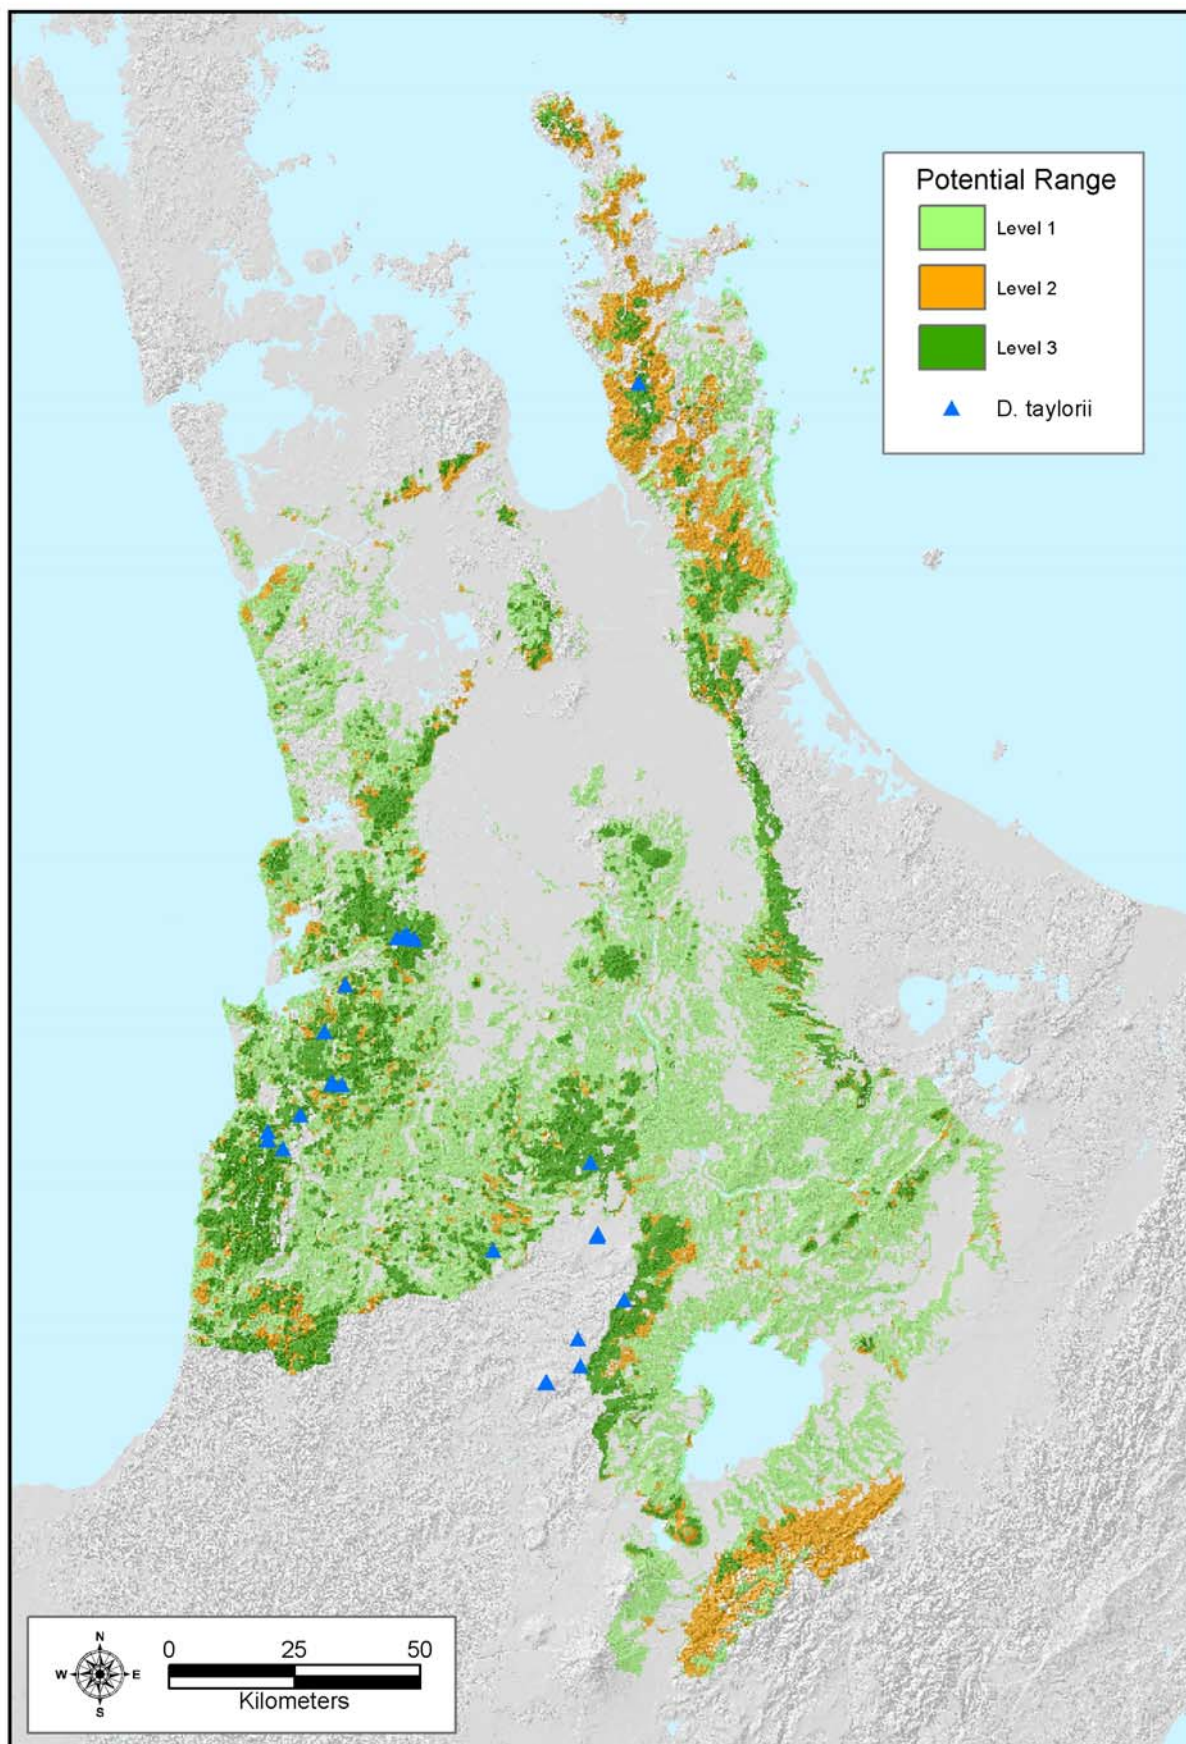 Potential Range
Level 1
Level 2
Level 3
D. taylorii
N
W E
S
0 25 50
Kilometers